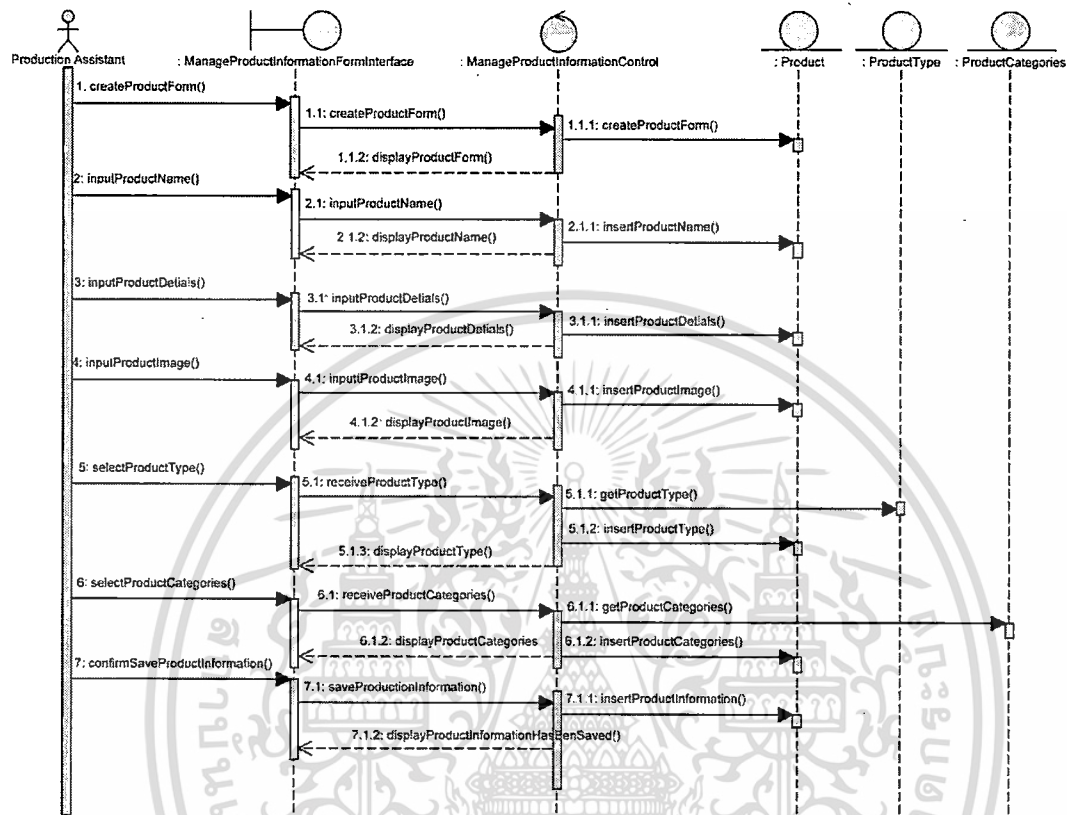 Production Assistant
: ManageProductInformationFormInterface
: ManageProductInformationControl
: Product
: ProductType
: ProductCategories
1. createProductForm()
1.1: createProductForm()
1.1.1: createProductForm()
1.1.2: displayProductForm()
2: inputProductName()
2.1: inputProductName()
2.1.1: insertProductName()
2.1.2: displayProductName()
3: inputProductDetials()
3.1: inputProductDetials()
3.1.1: insertProductDetials()
3.1.2: displayProductDetials()
4: inputProductImage()
4.1: inputProductImage()
4.1.1: insertProductImage()
4.1.2: displayProductImage()
5: selectProductType()
5.1: receiveProductType()
5.1.1: getProductType()
5.1.2: insertProductType()
5.1.3: displayProductType()
6: selectProductCategories()
6.1: receiveProductCategories()
6.1.1: getProductCategories()
6.1.2: displayProductCategories
6.1.2: insertProductCategories()
7: confirmSaveProductInformation()
7.1: saveProductionInformation()
7.1.1: insertProductInformation()
7.1.2: displayProductInformationHasBenSaved()